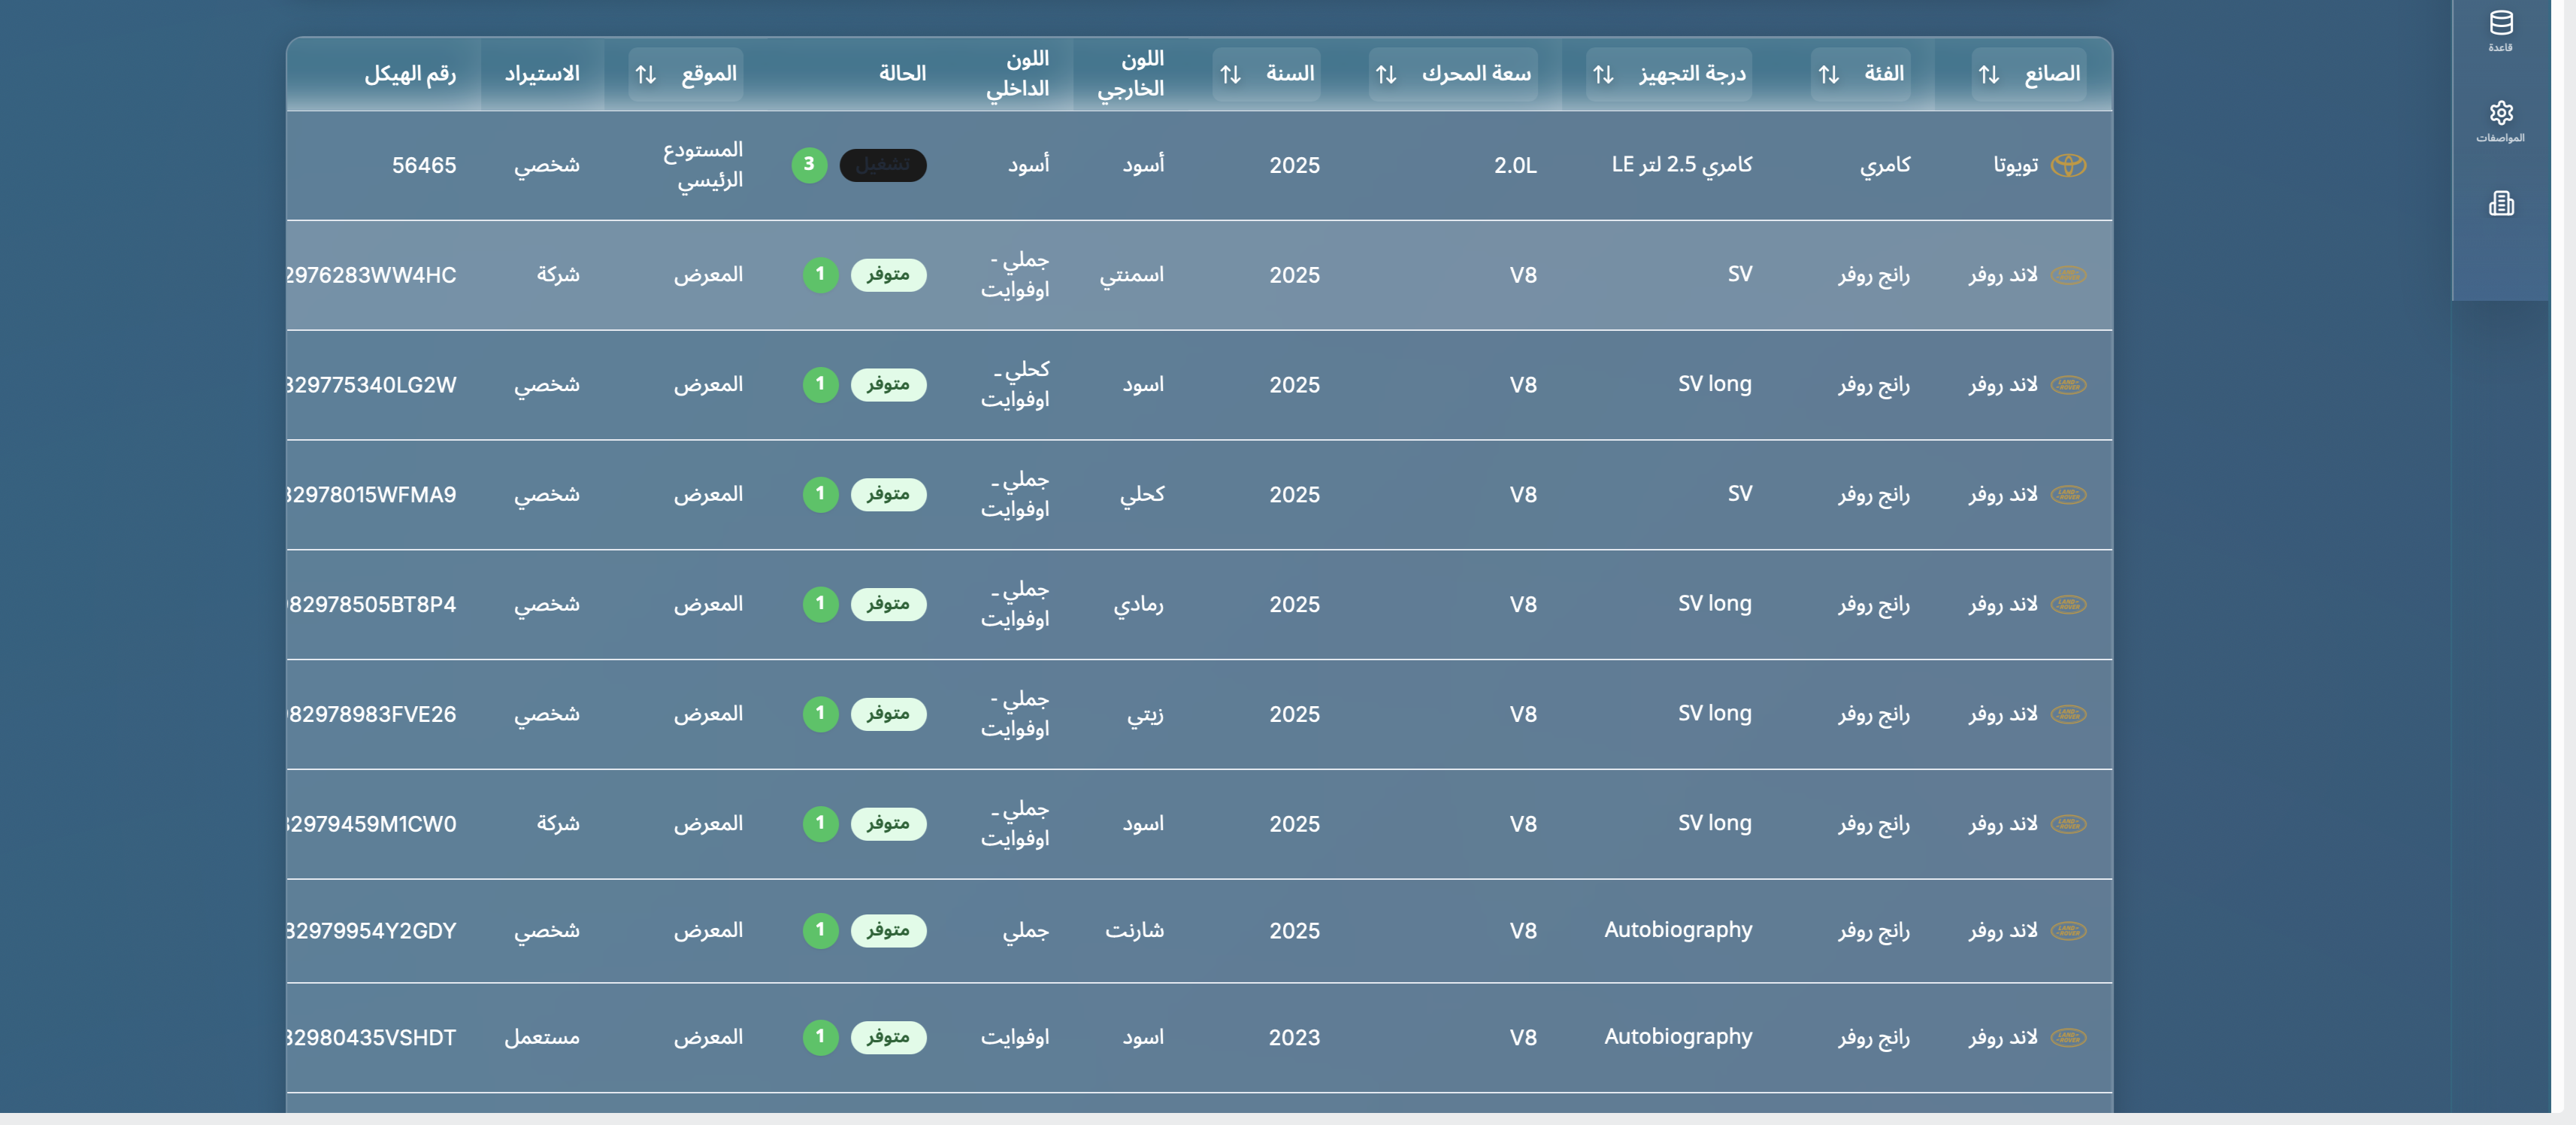 قاعدة
المواصفات
الصانع الفئة درجة التجهيز سعة المحرك السنة اللون الخارجي اللون الداخلي الحالة الموقع الاستيراد رقم الهيكل
تويوتا كامري كامري 2.5 لتر LE 2.0L 2025 أسود أسود تشغيل 3 المستودع الرئيسي شخصي 56465
لاند روفر رانج روفر SV V8 2025 اسمنتي جملي - اوفوايت متوفر 1 المعرض شركة 2976283WW4HC
لاند روفر رانج روفر SV long V8 2025 اسود كحلي ـ اوفوايت متوفر 1 المعرض شخصي 329775340LG2W
لاند روفر رانج روفر SV V8 2025 كحلي جملي ـ اوفوايت متوفر 1 المعرض شخصي 32978015WFMA9
لاند روفر رانج روفر SV long V8 2025 رمادي جملي ـ اوفوايت متوفر 1 المعرض شخصي 82978505BT8P4
لاند روفر رانج روفر SV long V8 2025 زيتي جملي - اوفوايت متوفر 1 المعرض شخصي 82978983FVE26
لاند روفر رانج روفر SV long V8 2025 اسود جملي ـ اوفوايت متوفر 1 المعرض شركة 32979459M1CW0
لاند روفر رانج روفر Autobiography V8 2025 شارنت جملي متوفر 1 المعرض شخصي 32979954Y2GDY
لاند روفر رانج روفر Autobiography V8 2023 اسود اوفوايت متوفر 1 المعرض مستعمل 32980435VSHDT